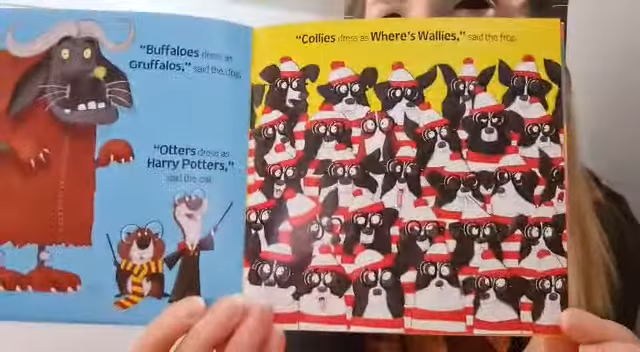 "Buffaloes dress as
Gruffalos," said the dog.
"Otters dress as
Harry Potters,"
said the cat.
"Collies dress as Where's Wallies," said the frog.